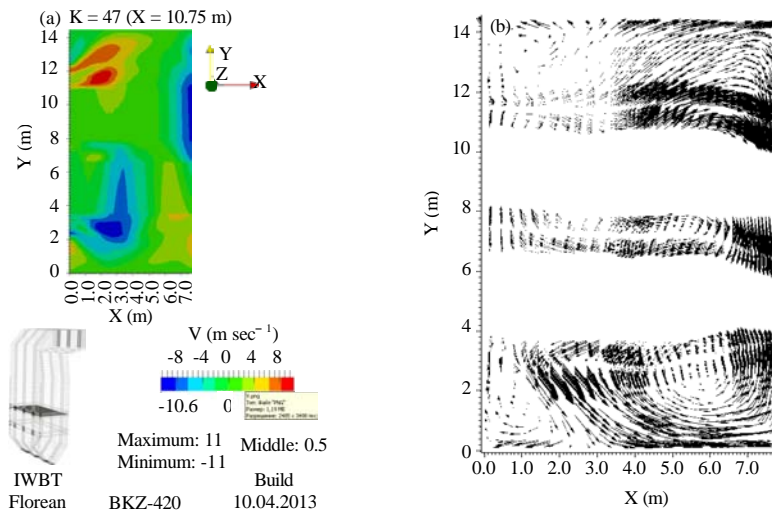 (a) K = 47 (X = 10.75 m)
14
12
10
8
6
4
2
0
Y (m)
0.0
1.0
2.0
3.0
4.0
5.0
6.0
7.0
X (m)
Y
Z
X
V (m sec⁻¹)
-8 -4 0 4 8
-10.6 0
Maximum: 11
Minimum: -11
Middle: 0.5
IWBT
Florean
BKZ-420
Build
10.04.2013
(b)
14
12
10
14
8
6
4
2
0
Y (m)
0.0 1.0 2.0 3.0 4.0 5.0 6.0 7.0
X (m)